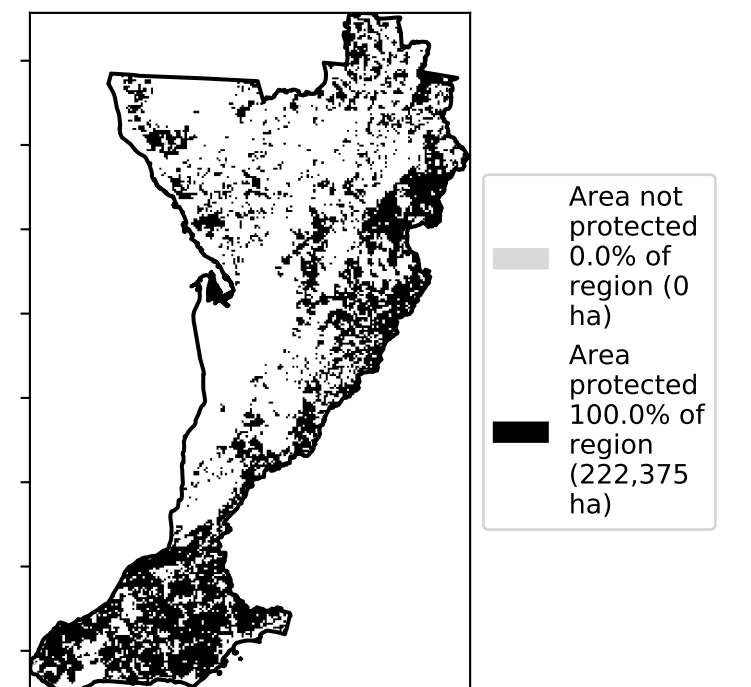 Area not
protected
0.0% of
region (0
ha)
Area
protected
100.0% of
region
(222,375
ha)